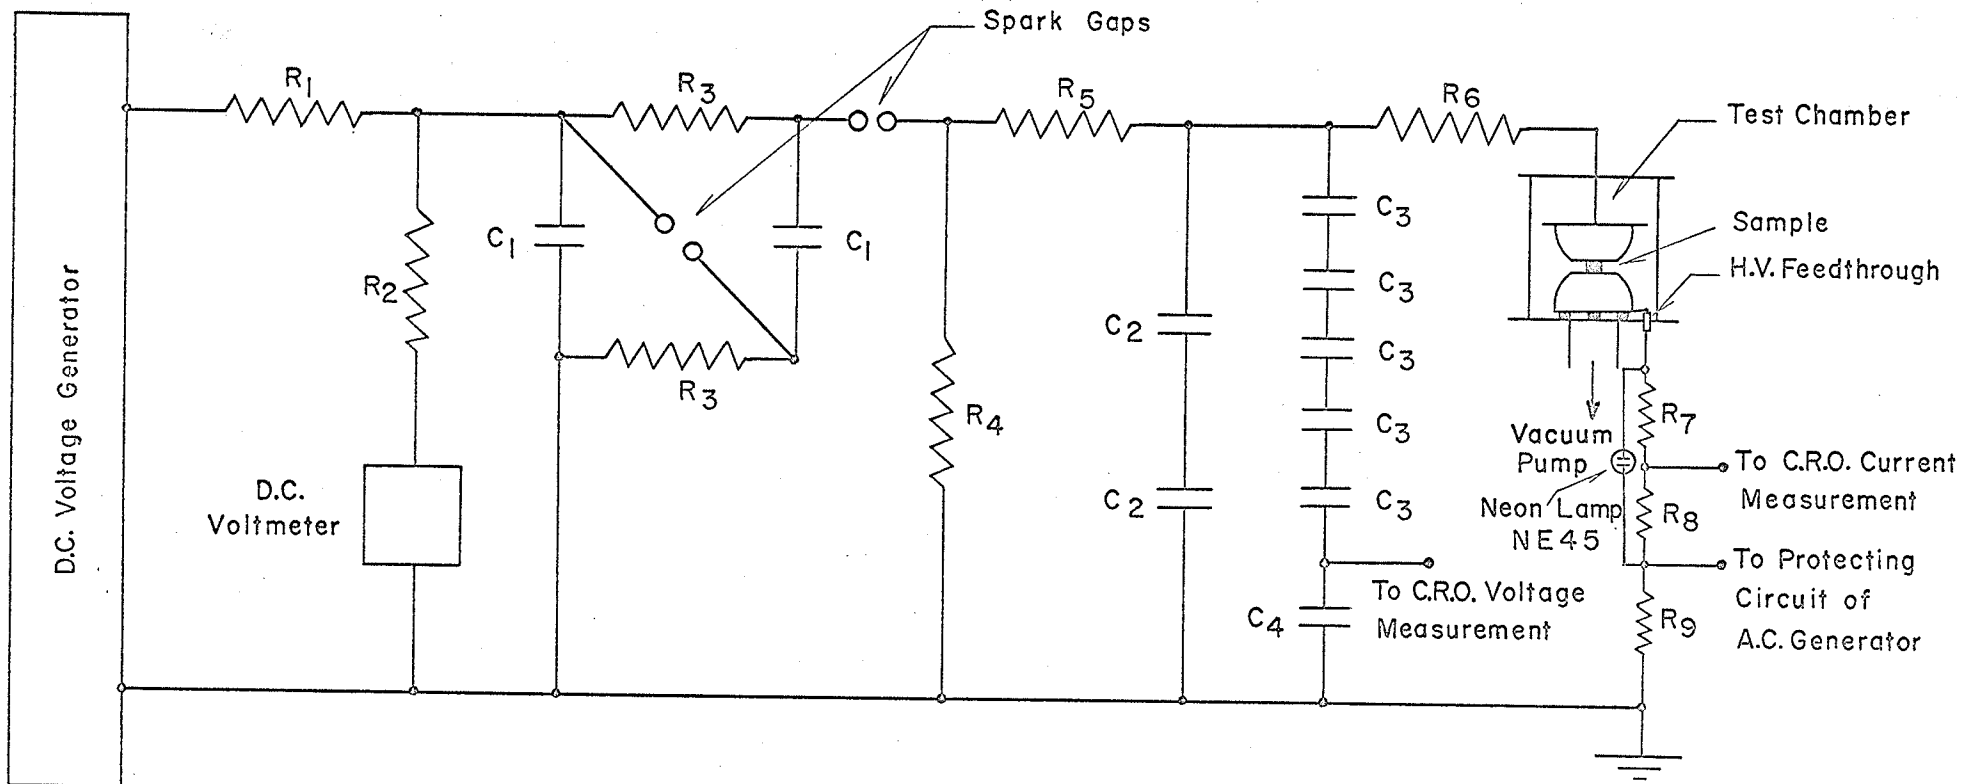 Spark Gaps
R1
R3
R5
R6
Test Chamber
Sample
H.V. Feedthrough
C1
C1
C3
C3
C3
C3
C3
R2
R3
R4
C2
C2
D.C. Voltage Generator
D.C.
Voltmeter
R7
Vacuum
Pump
To C.R.O. Current
Measurement
Neon Lamp
NE45
R8
To Protecting
Circuit of
A.C. Generator
To C.R.O. Voltage
Measurement
C4
R9